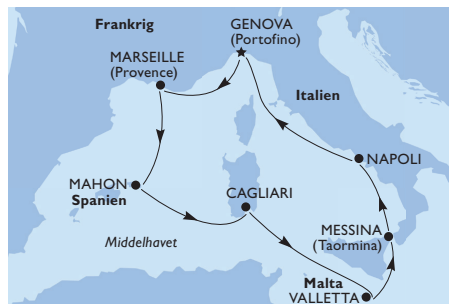 Frankrig
GENOVA
(Portofino)
MARSEILLE
(Provence)
Italien
NAPOLI
MAHON
Spanien
CAGLIARI
MESSINA
(Taormina)
Middelhavet
Malta
VALLETTA